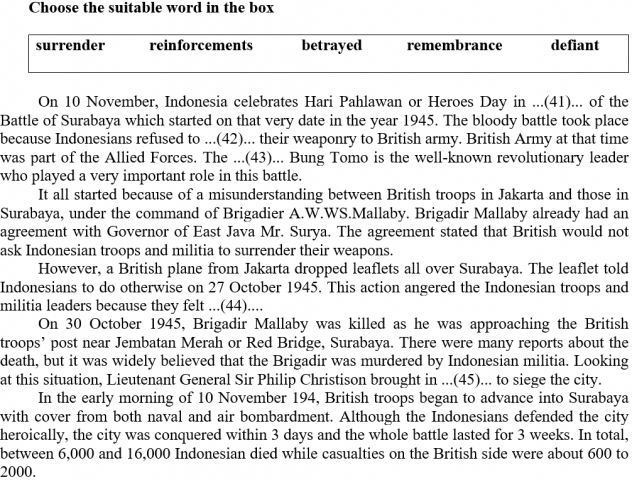 Choose the suitable word in the box
surrender reinforcements betrayed remembrance defiant
On 10 November, Indonesia celebrates Hari Pahlawan or Heroes Day in ...(41)... of the
Battle of Surabaya which started on that very date in the year 1945. The bloody battle took place
because Indonesians refused to ...(42)... their weaponry to British army. British Army at that time
was part of the Allied Forces. The ...(43)... Bung Tomo is the well-known revolutionary leader
who played a very important role in this battle.
It all started because of a misunderstanding between British troops in Jakarta and those in
Surabaya, under the command of Brigadier A.W.WS.Mallaby. Brigadir Mallaby already had an
agreement with Governor of East Java Mr. Surya. The agreement stated that British would not
ask Indonesian troops and militia to surrender their weapons.
However, a British plane from Jakarta dropped leaflets all over Surabaya. The leaflet told
Indonesians to do otherwise on 27 October 1945. This action angered the Indonesian troops and
militia leaders because they felt ...(44)....
On 30 October 1945, Brigadir Mallaby was killed as he was approaching the British
troops’ post near Jembatan Merah or Red Bridge, Surabaya. There were many reports about the
death, but it was widely believed that the Brigadir was murdered by Indonesian militia. Looking
at this situation, Lieutenant General Sir Philip Christison brought in ...(45)... to siege the city.
In the early morning of 10 November 194, British troops began to advance into Surabaya
with cover from both naval and air bombardment. Although the Indonesians defended the city
heroically, the city was conquered within 3 days and the whole battle lasted for 3 weeks. In total,
between 6,000 and 16,000 Indonesian died while casualties on the British side were about 600 to
2000.